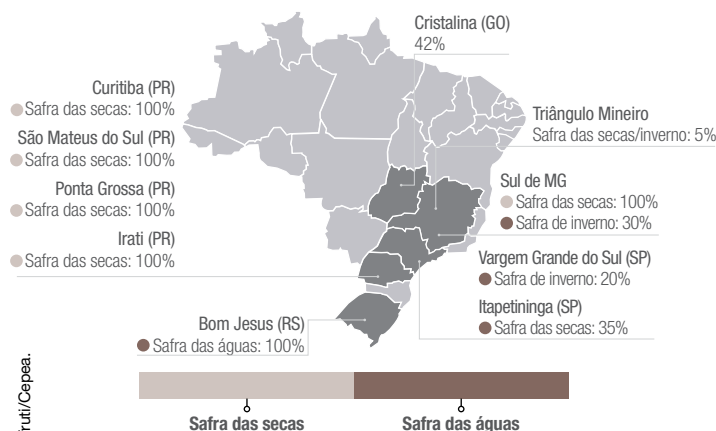 Cristalina (GO)
42%
Curitiba (PR)
Safra das secas: 100%
São Mateus do Sul (PR)
Safra das secas: 100%
Ponta Grossa (PR)
Safra das secas: 100%
Irati (PR)
Safra das secas: 100%
Bom Jesus (RS)
Safra das águas: 100%
Triângulo Mineiro
Safra das secas/inverno: 5%
Sul de MG
Safra das secas: 100%
Safra de inverno: 30%
Vargem Grande do Sul (SP)
Safra de inverno: 20%
Itapetininga (SP)
Safra das secas: 35%
Safra das secas
Safra das águas
/Cepea.